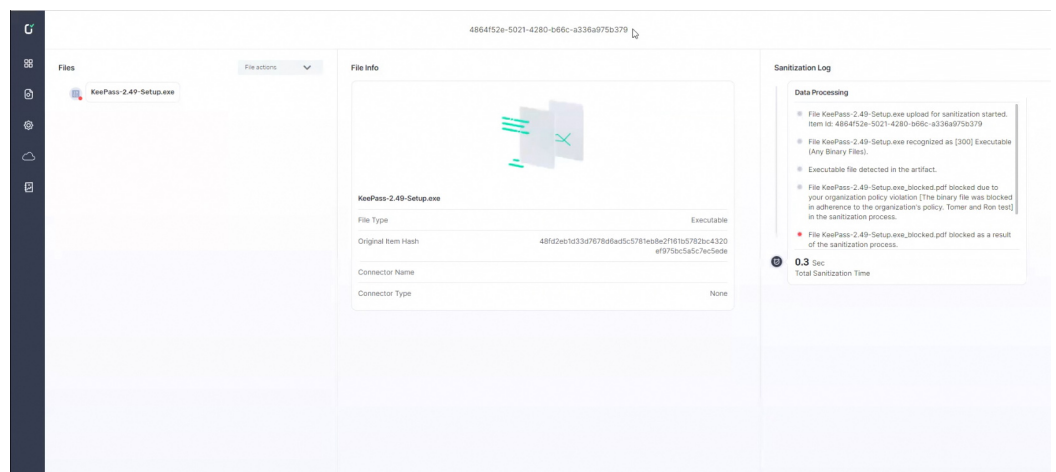 4864f52e-5021-4280-b66c-a336a975b379
Files
File actions
KeePass-2.49-Setup.exe
File Info
KeePass-2.49-Setup.exe
File Type
Executable
Original Item Hash
48fd2eb1d33d7678d6ad5c5781eb8e2f161b5782bc4320
ef975bc5a5c7ec5ede
Connector Name
Connector Type
None
Sanitization Log
Data Processing
File KeePass-2.49-Setup.exe upload for sanitization started.
Item Id: 4864f52e-5021-4280-b66c-a336a975b379
File KeePass-2.49-Setup.exe recognized as [300] Executable
(Any Binary Files).
Executable file detected in the artifact.
File KeePass-2.49-Setup.exe_blocked.pdf blocked due to
your organization policy violation [The binary file was blocked
in adherence to the organization's policy. Tomer and Ron test]
in the sanitization process.
File KeePass-2.49-Setup.exe_blocked.pdf blocked as a result
of the sanitization process.
0.3 Sec
Total Sanitization Time